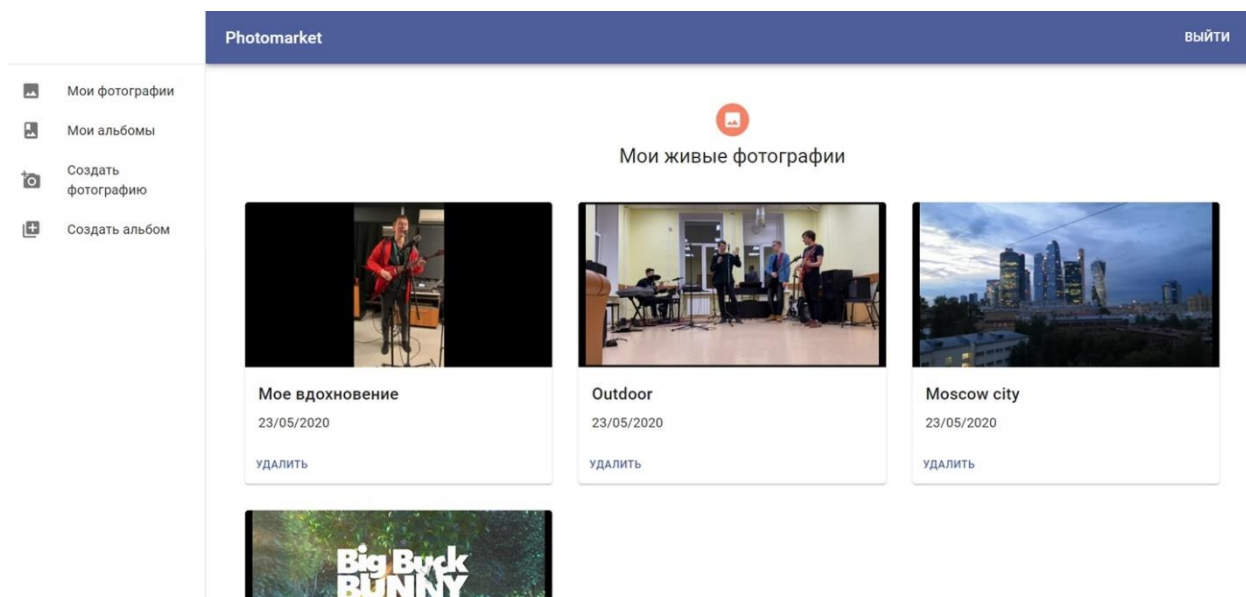 Photomarket
ВЫЙТИ
Мои фотографии
Мои альбомы
Создать
фотографию
Создать альбом
Мои живые фотографии
Мое вдохновение
23/05/2020
УДАЛИТЬ
Outdoor
23/05/2020
УДАЛИТЬ
Moscow city
23/05/2020
УДАЛИТЬ
Big Buck
BUNNY